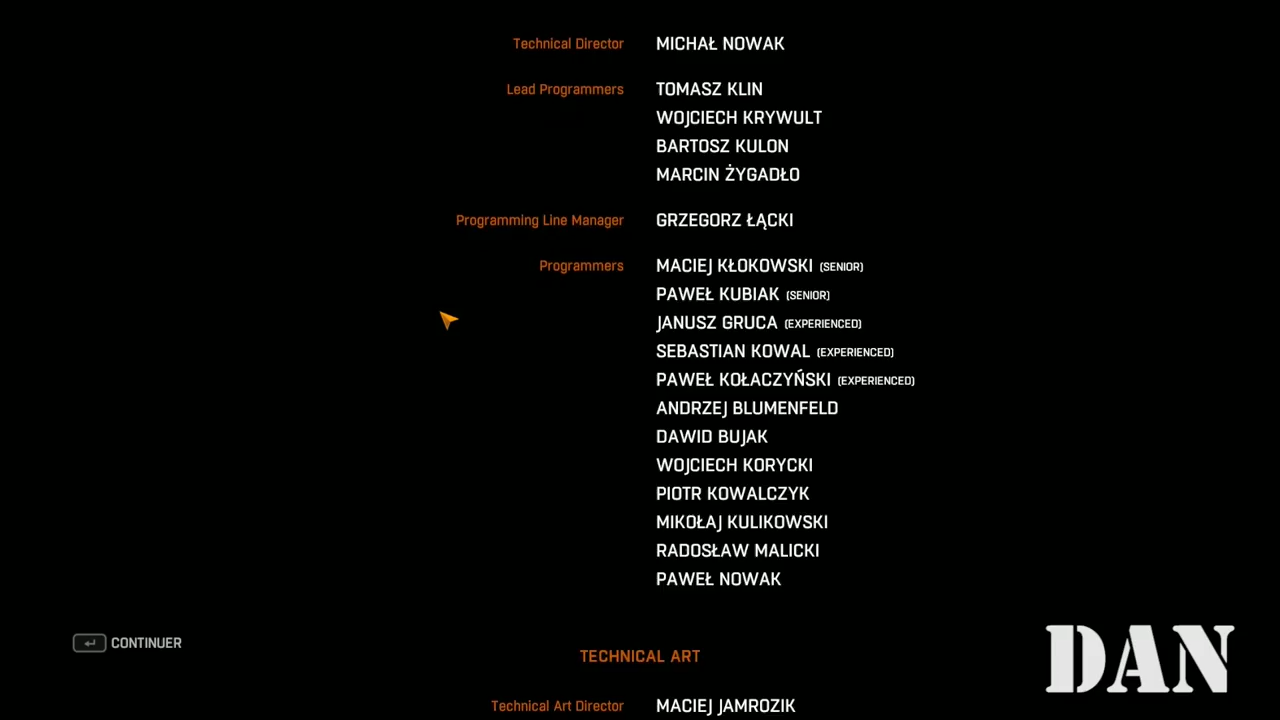 Technical Director MICHAŁ NOWAK
Lead Programmers TOMASZ KLIN
WOJCIECH KRYWULT
BARTOSZ KULON
MARCIN ŻYGADŁO
Programming Line Manager GRZEGORZ ŁĄCKI
Programmers MACIEJ KŁOKOWSKI (SENIOR)
PAWEŁ KUBIAK (SENIOR)
JANUSZ GRUCA (EXPERIENCED)
SEBASTIAN KOWAL (EXPERIENCED)
PAWEŁ KOŁACZYŃSKI (EXPERIENCED)
ANDRZEJ BLUMENFELD
DAWID BUJAK
WOJCIECH KORYCKI
PIOTR KOWALCZYK
MIKOŁAJ KULIKOWSKI
RADOSŁAW MALICKI
PAWEŁ NOWAK
CONTINUER
TECHNICAL ART
Technical Art Director MACIEJ JAMROZIK
DAN